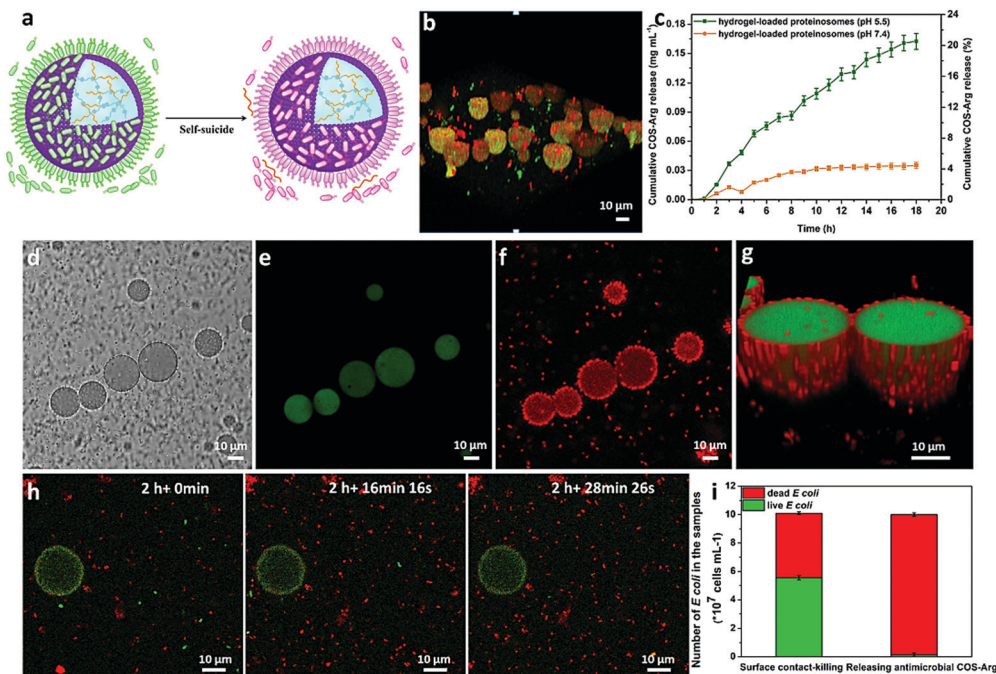 a
Self-suicide
b
10 μm
c
hydrogel-loaded proteinosomes (pH 5.5)
hydrogel-loaded proteinosomes (pH 7.4)
Cumulative COS-Arg release (mg mL-1)
0.18
0.15
0.12
0.09
0.06
0.03
0.00
Cumulative COS-Arg release (%)
24
20
16
12
8
4
0
0 2 4 6 8 10 12 14 16 18 20
Time (h)
d
10 μm
e
10 μm
f
10 μm
g
10 μm
h
2 h+ 0min
10 μm
2 h+ 16min 16s
10 μm
2 h+ 28min 26s
10 μm
i
dead E coli
live E coli
Number of E coli in the samples
(*10^7 cells mL-1)
12
10
8
6
4
2
0
Surface contact-killing Releasing antimicrobial COS-Arg